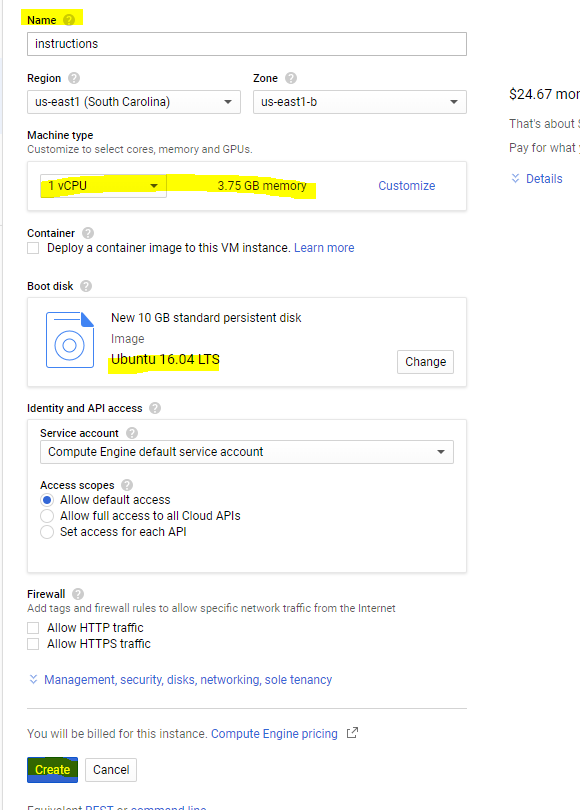 Name
instructions
Region Zone
us-east1 (South Carolina) us-east1-b
$24.67 mon
That's about
Pay for what
Details
Machine type
Customize to select cores, memory and GPUs.
1 vCPU 3.75 GB memory Customize
Container
Deploy a container image to this VM instance. Learn more
Boot disk
New 10 GB standard persistent disk
Image
Ubuntu 16.04 LTS
Change
Identity and API access
Service account
Compute Engine default service account
Access scopes
Allow default access
Allow full access to all Cloud APIs
Set access for each API
Firewall
Add tags and firewall rules to allow specific network traffic from the Internet
Allow HTTP traffic
Allow HTTPS traffic
Management, security, disks, networking, sole tenancy
You will be billed for this instance. Compute Engine pricing
Create Cancel
Equivalent REST or command line